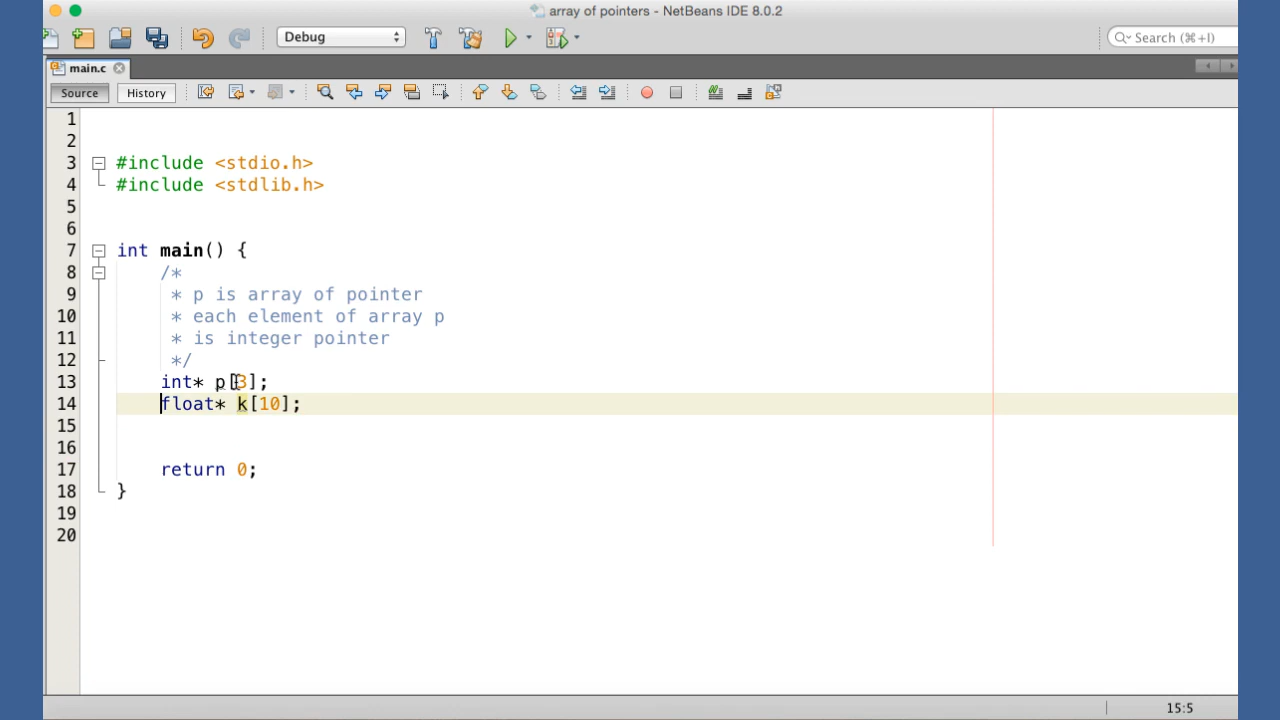 array of pointers - NetBeans IDE 8.0.2
Debug
Search (⌘+I)
main.c
Source
History
1
2
3 #include <stdio.h>
4 #include <stdlib.h>
5
6
7 int main() {
8 /*
9 * p is array of pointer
10 * each element of array p
11 * is integer pointer
12 */
13 int* p[3];
14 float* k[10];
15
16
17 return 0;
18 }
19
20
15:5